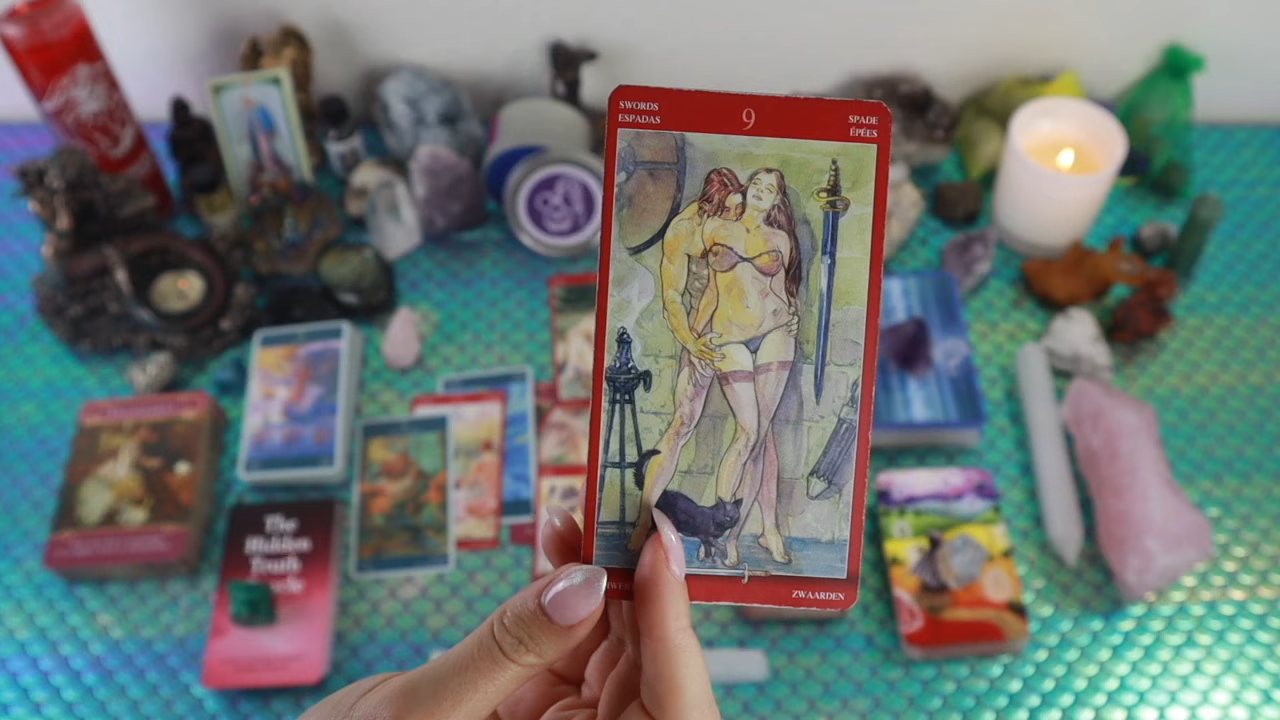 SWORDS
ESPADAS
9
SPADE
ÉPÉES
ZWAARDEN
The
Hidden
Truth